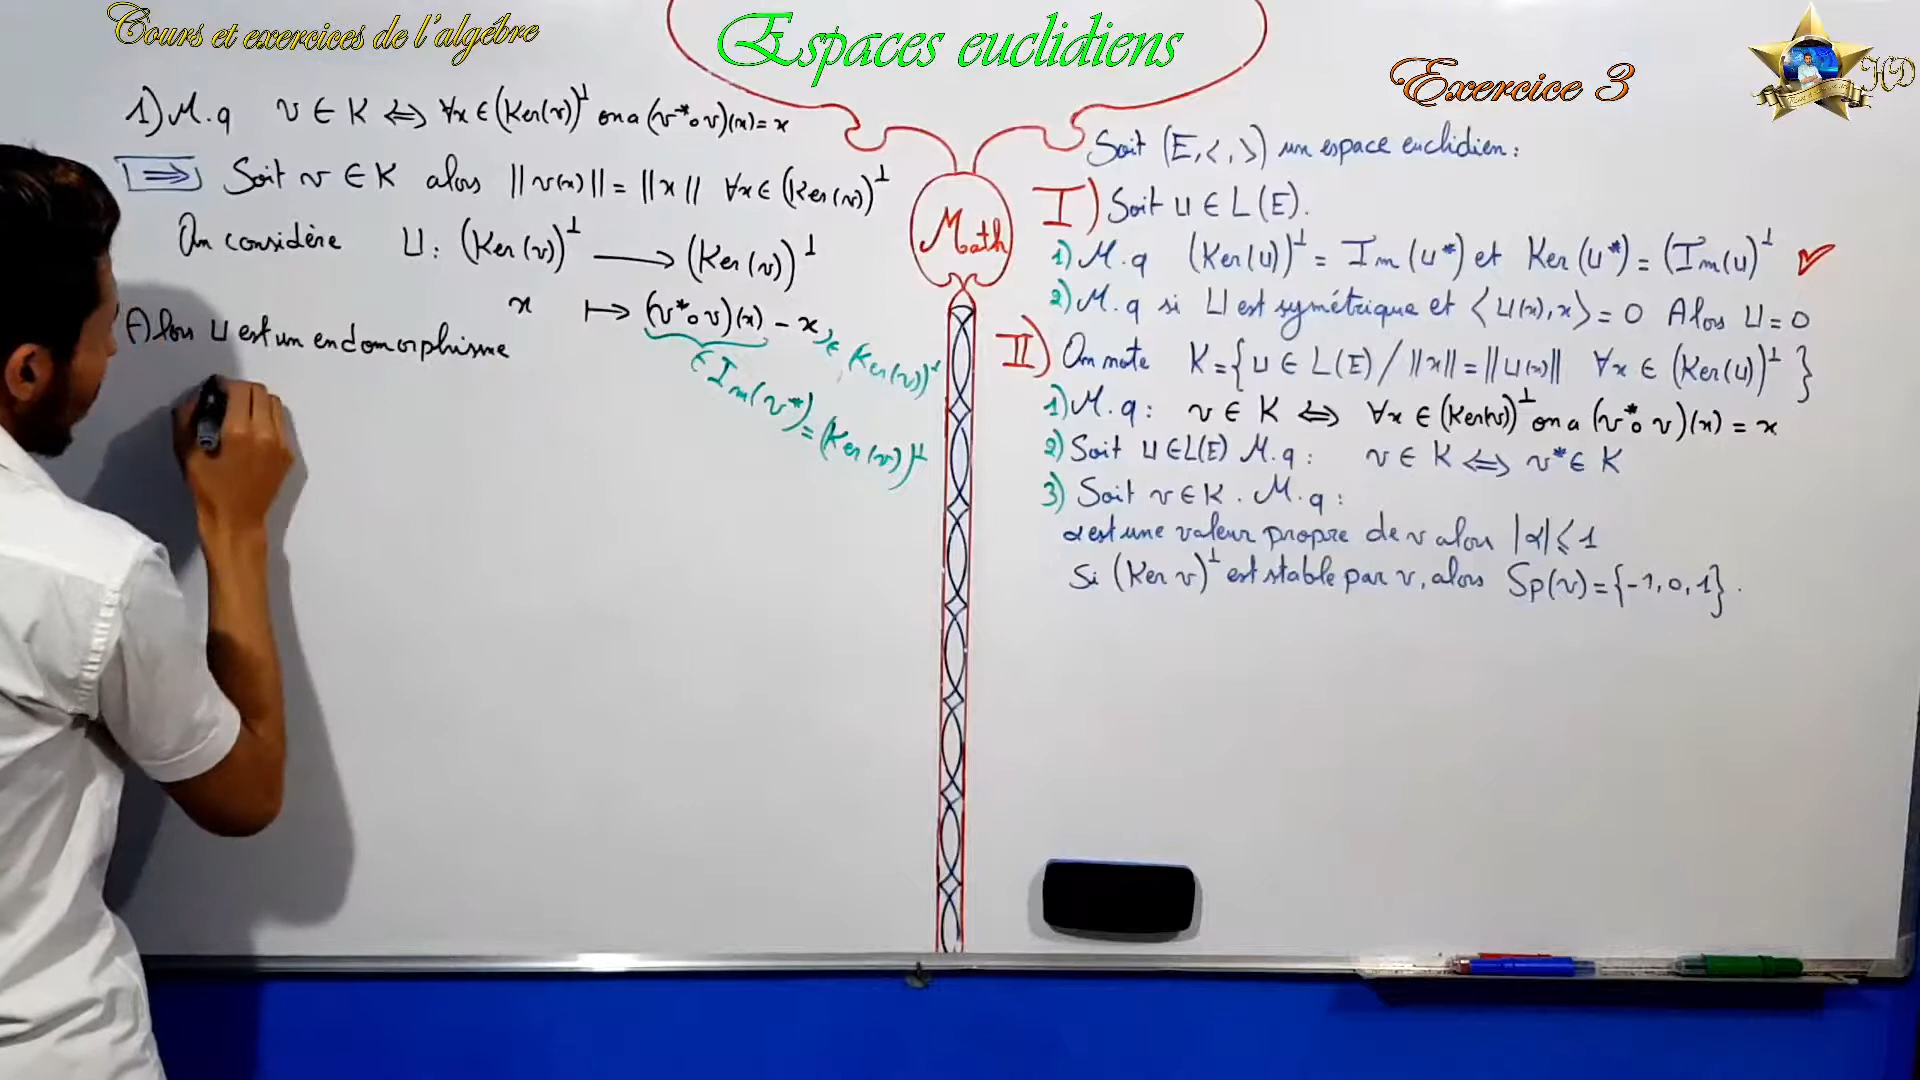 Cours et exercices de l'algébre
Espaces euclidiens
Exercice 3
HD
1) M.q v ∈ K ⟺ ∀x ∈ (Ker(v))^⊥ on a (v*∘v)(x) = x
⟹ Soit v ∈ K alors ||v(x)|| = ||x|| ∀x ∈ (Ker(v))^⊥
On considère U : (Ker(v))^⊥ ⟶ (Ker(v))^⊥
x ⟼ (v*∘v)(x) - x ∈ (Ker(v))^⊥
∈ Im(v*) = (Ker(v))^⊥
Alors U est un endomorphisme
Math
Soit (E,<,>) un espace euclidien :
I) Soit U ∈ L(E).
1) M.q (Ker(U))^⊥ = Im(U*) et Ker(U*) = (Im(U))^⊥ ✓
2) M.q si U est symétrique et <U(x),x> = 0 Alors U = 0
II) On note K = {U ∈ L(E) / ||x|| = ||U(x)|| ∀x ∈ (Ker(U))^⊥}
1) M.q : v ∈ K ⟺ ∀x ∈ (Ker(v))^⊥ on a (v*∘v)(x) = x
2) Soit U ∈ L(E) M.q : v ∈ K ⟺ v* ∈ K
3) Soit v ∈ K. M.q :
α est une valeur propre de v alors |α| ⩽ 1
Si (Ker v)^⊥ est stable par v, alors Sp(v) = {-1, 0, 1}.